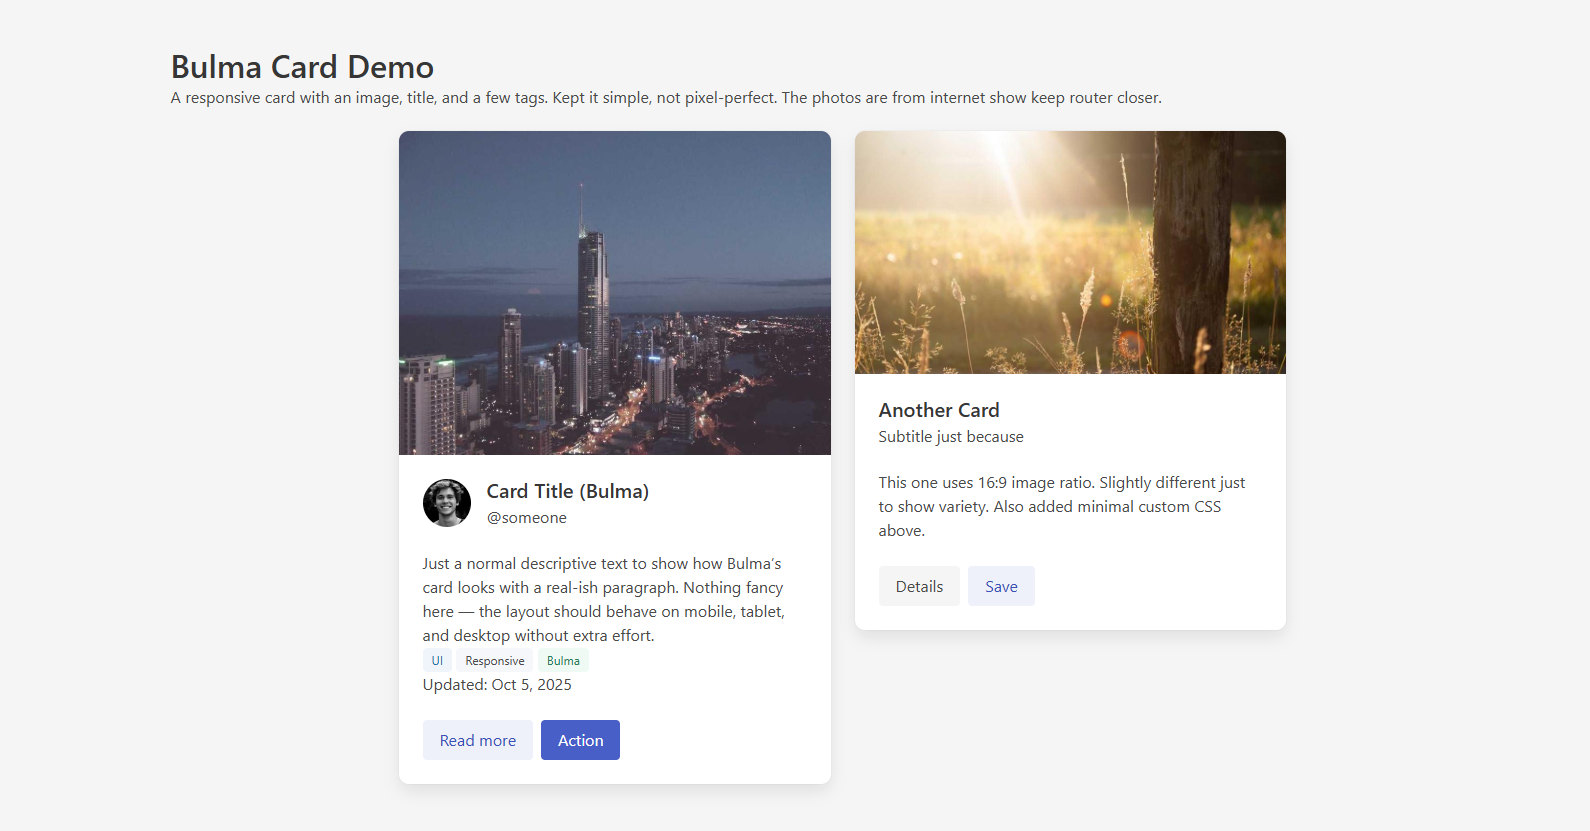 Bulma Card Demo
A responsive card with an image, title, and a few tags. Kept it simple, not pixel-perfect. The photos are from internet show keep router closer.
Card Title (Bulma)
@someone
Just a normal descriptive text to show how Bulma’s
card looks with a real-ish paragraph. Nothing fancy
here — the layout should behave on mobile, tablet,
and desktop without extra effort.
UI Responsive Bulma
Updated: Oct 5, 2025
Read more Action
Another Card
Subtitle just because
This one uses 16:9 image ratio. Slightly different just
to show variety. Also added minimal custom CSS
above.
Details Save